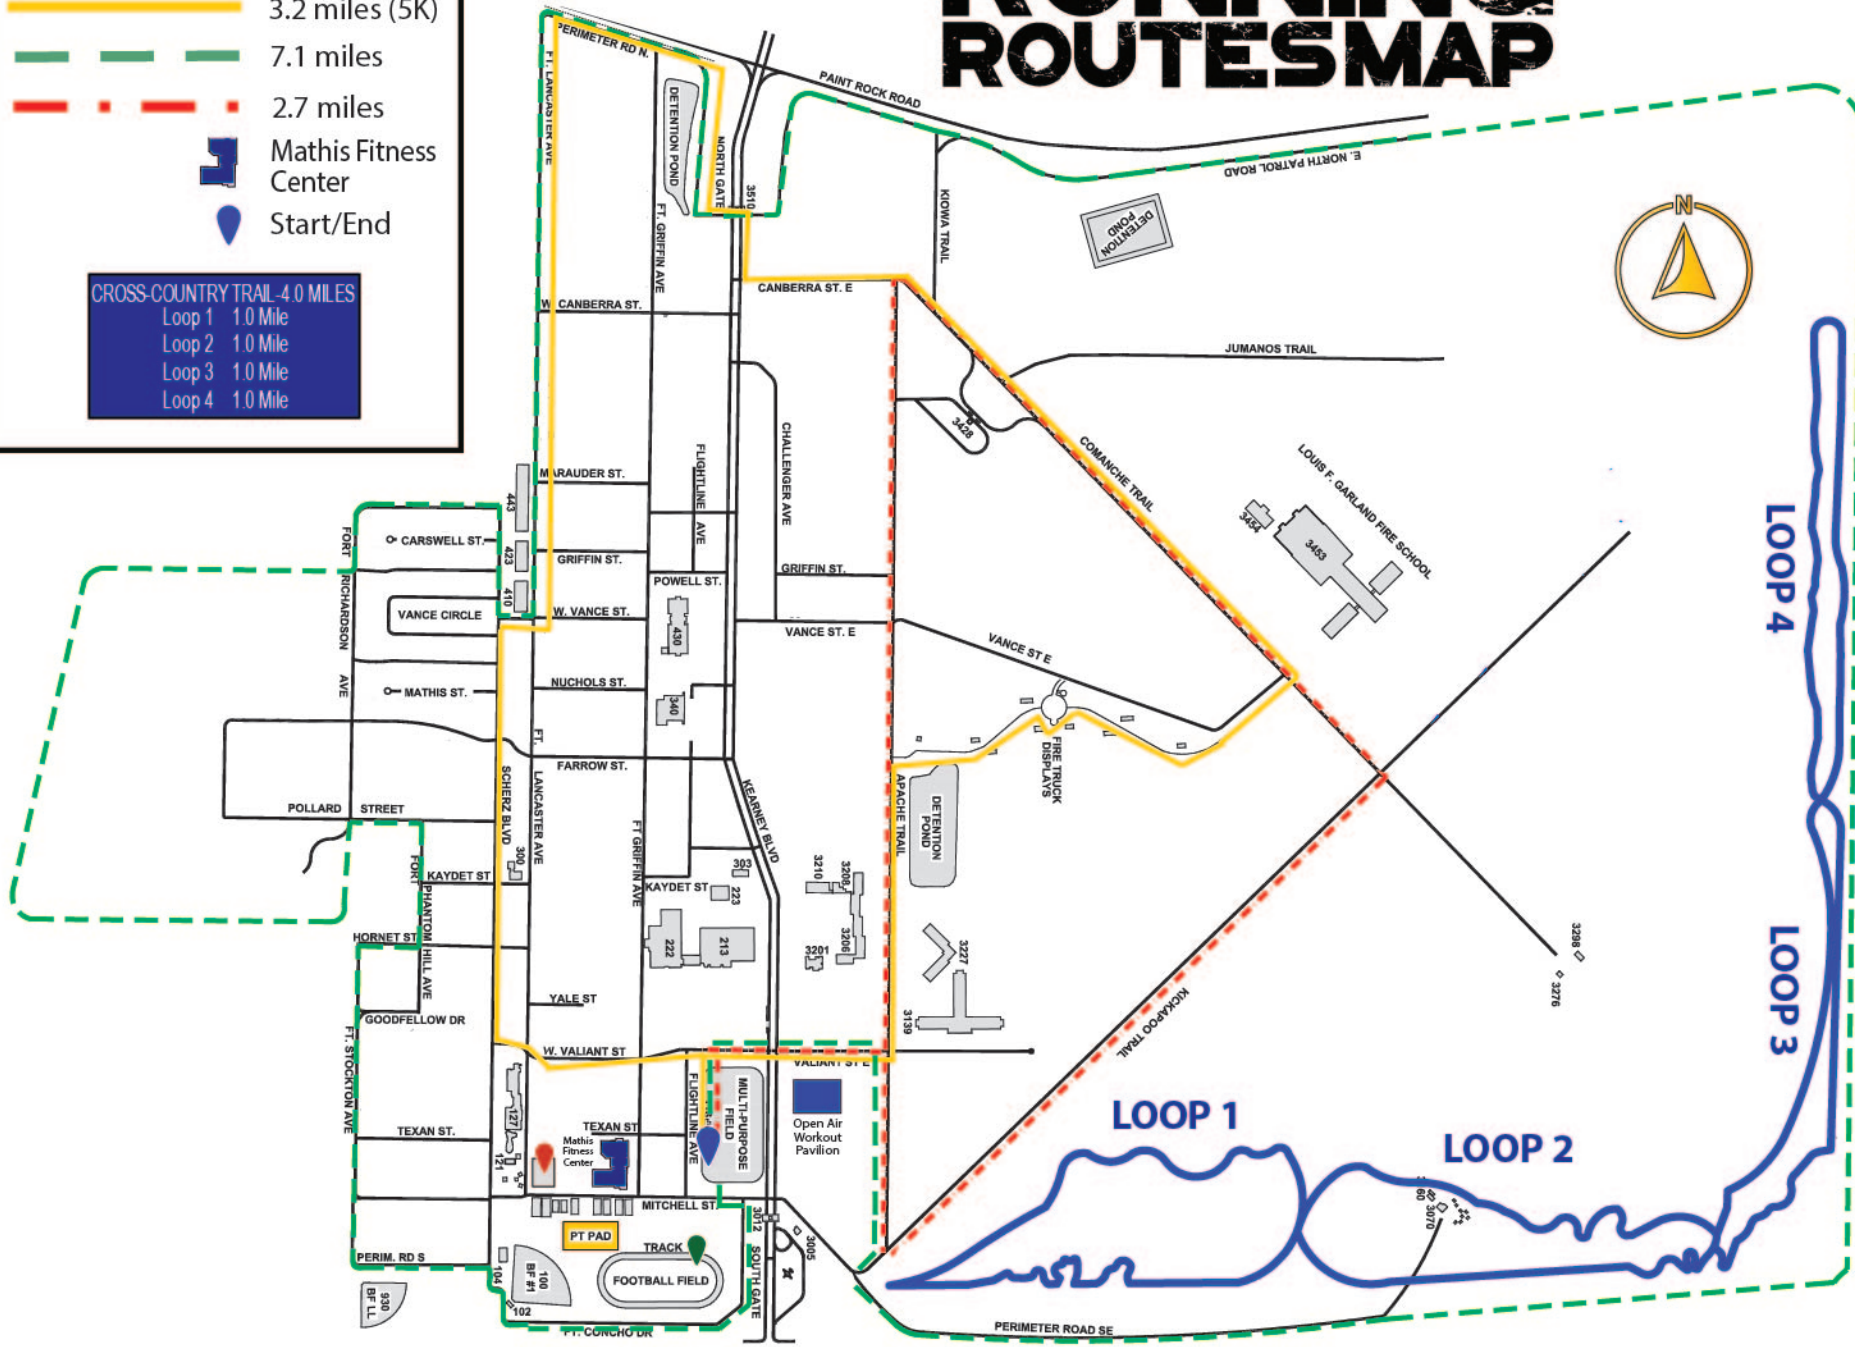 RUNNING
ROUTES MAP
3.2 miles (5K)
7.1 miles
2.7 miles
Mathis Fitness
Center
Start/End
CROSS-COUNTRY TRAIL-4.0 MILES
Loop 1 1.0 Mile
Loop 2 1.0 Mile
Loop 3 1.0 Mile
Loop 4 1.0 Mile
PERIMETER RD N.
FT. LANCASTER AVE
DETENTION POND
NORTH GATE
3510
FT. GRIFFIN AVE
PAINT ROCK ROAD
E. NORTH PATROL ROAD
KIOWA TRAIL
DETENTION
POND
N
CANBERRA ST. E
W. CANBERRA ST.
JUMANOS TRAIL
3428
COMANCHE TRAIL
LOUIS F. GARLAND FIRE SCHOOL
3454
3453
CHALLENGER AVE
FLIGHTLINE AVE
MARAUDER ST.
443
423
410
GRIFFIN ST.
GRIFFIN ST.
POWELL ST.
FORT RICHARDSON AVE
CARSWELL ST.
VANCE CIRCLE
W. VANCE ST.
VANCE ST. E
VANCE ST E
430
340
NUCHOLS ST.
MATHIS ST.
FT. LANCASTER AVE
FARROW ST.
SCHERZ BLVD
POLLARD STREET
KEARNEY BLVD
APACHE TRAIL
DETENTION
POND
FIRE TRUCK
DISPLAYS
300
FORT PHANTOM HILL AVE
KAYDET ST
KAYDET ST
FT GRIFFIN AVE
303
223
222
213
3210
3208
3206
3201
3227
3139
HORNET ST
YALE ST
GOODFELLOW DR
FT. STOCKTON AVE
W. VALIANT ST
VALIANT ST E
KICKAPOO TRAIL
3298
3276
LOOP 4
LOOP 3
LOOP 1
LOOP 2
FLIGHTLINE AVE
MULTI-PURPOSE
FIELD
Open Air
Workout
Pavilion
127
TEXAN ST.
TEXAN ST
Mathis
Fitness
Center
121
MITCHELL ST.
3012
3005
PT PAD
TRACK
FOOTBALL FIELD
SOUTH GATE
PERIM. RD S
104
100
BF #1
102
930
BF LL
FT. CONCHO DR
PERIMETER ROAD SE
3070